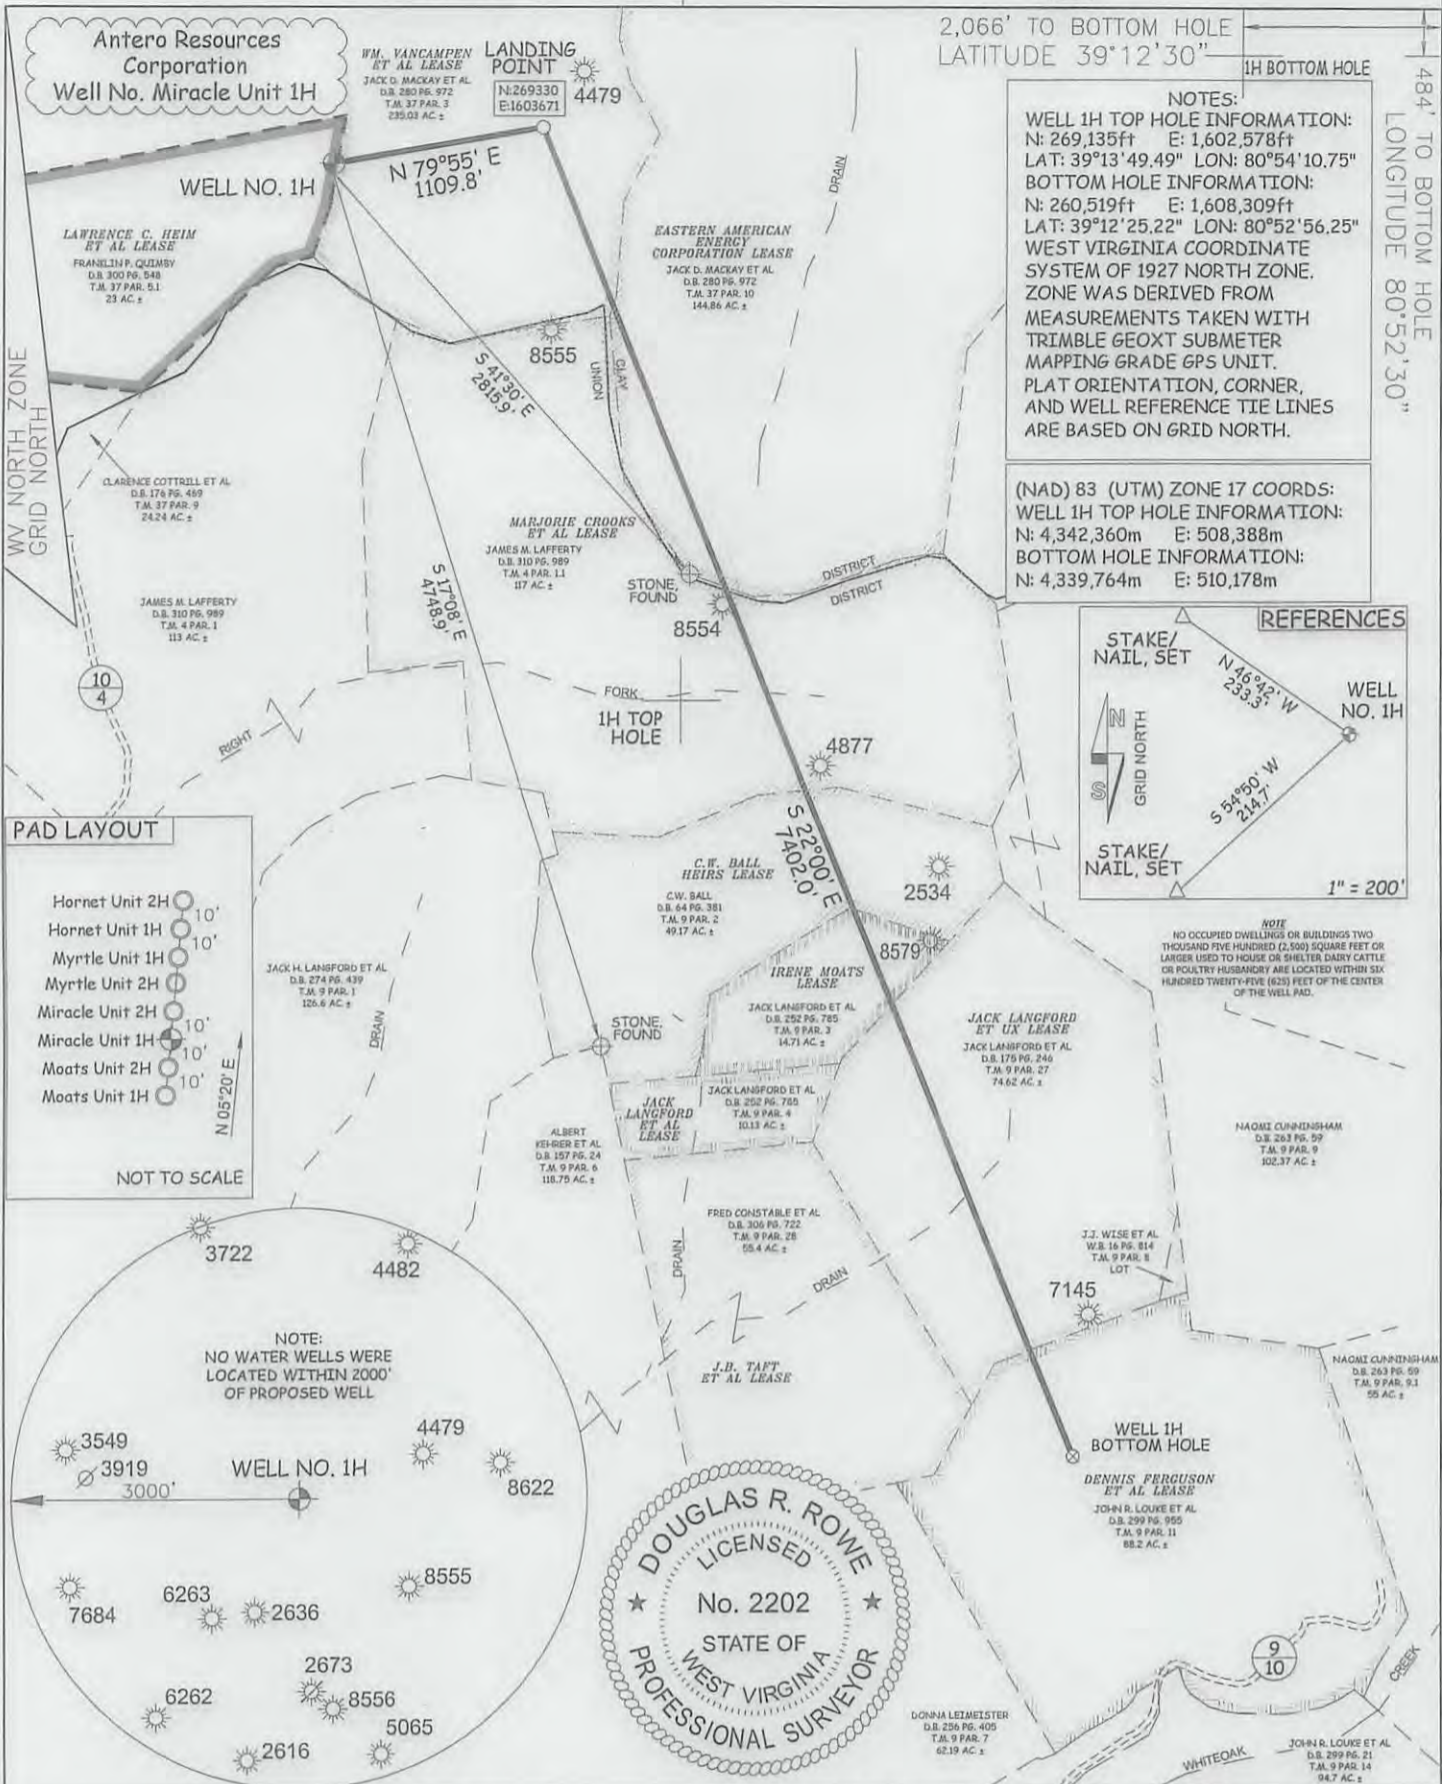 Antero Resources
Corporation
Well No. Miracle Unit 1H
WM. VANCAMPEN
ET AL LEASE
JACK D. MACKAY ET AL
D.B. 280 PG. 972
T.M. 37 PAR. 3
235.03 AC. ±
LANDING
POINT
N:269330
E:1603671
4479
2,066' TO BOTTOM HOLE
LATITUDE 39°12'30"
1H BOTTOM HOLE
484' TO BOTTOM HOLE
LONGITUDE 80°52'30"
NOTES:
WELL 1H TOP HOLE INFORMATION:
N: 269,135ft E: 1,602,578ft
LAT: 39°13'49.49" LON: 80°54'10.75"
BOTTOM HOLE INFORMATION:
N: 260,519ft E: 1,608,309ft
LAT: 39°12'25.22" LON: 80°52'56.25"
WEST VIRGINIA COORDINATE
SYSTEM OF 1927 NORTH ZONE.
ZONE WAS DERIVED FROM
MEASUREMENTS TAKEN WITH
TRIMBLE GEOXT SUBMETER
MAPPING GRADE GPS UNIT.
PLAT ORIENTATION, CORNER,
AND WELL REFERENCE TIE LINES
ARE BASED ON GRID NORTH.
(NAD) 83 (UTM) ZONE 17 COORDS:
WELL 1H TOP HOLE INFORMATION:
N: 4,342,360m E: 508,388m
BOTTOM HOLE INFORMATION:
N: 4,339,764m E: 510,178m
WELL NO. 1H
N 79°55' E
1109.8'
DRAIN
LAWRENCE C. HEIM
ET AL LEASE
FRANKLIN P. QUIMBY
D.B. 300 PG. 548
T.M. 37 PAR. 5.1
23 AC. ±
EASTERN AMERICAN
ENERGY
CORPORATION LEASE
JACK D. MACKAY ET AL
D.B. 280 PG. 972
T.M. 37 PAR. 10
144.86 AC. ±
8555
UNION
CLAY
S 41°30' E
2815.9'
WV NORTH ZONE
GRID NORTH
CLARENCE COTTRILL ET AL
D.B. 176 PG. 469
T.M. 37 PAR. 9
24.24 AC. ±
MARJORIE CROOKS
ET AL LEASE
JAMES M. LAFFERTY
D.B. 310 PG. 989
T.M. 4 PAR. 1.1
117 AC. ±
STONE,
FOUND
DISTRICT
DISTRICT
8554
S 17°08' E
4748.9'
JAMES M. LAFFERTY
D.B. 310 PG. 989
T.M. 4 PAR. 1
113 AC. ±
10
4
RIGHT
FORK
1H TOP
HOLE
4877
REFERENCES
STAKE/
NAIL, SET
N 46°42' W
233.3'
WELL
NO. 1H
N
S
GRID NORTH
S 54°50' W
214.7'
STAKE/
NAIL, SET
1" = 200'
PAD LAYOUT
Hornet Unit 2H
10'
Hornet Unit 1H
10'
Myrtle Unit 1H
Myrtle Unit 2H
Miracle Unit 2H
10'
Miracle Unit 1H
10'
Moats Unit 2H
10'
Moats Unit 1H
N 05°20' E
NOT TO SCALE
S 22°00' E
7402.0'
C.W. BALL
HEIRS LEASE
C.W. BALL
D.B. 64 PG. 381
T.M. 9 PAR. 2
49.17 AC. ±
2534
8579
NOTE
NO OCCUPIED DWELLINGS OR BUILDINGS TWO
THOUSAND FIVE HUNDRED (2,500) SQUARE FEET OR
LARGER USED TO HOUSE OR SHELTER DAIRY CATTLE
OR POULTRY HUSBANDRY ARE LOCATED WITHIN SIX
HUNDRED TWENTY-FIVE (625) FEET OF THE CENTER
OF THE WELL PAD.
JACK H. LANGFORD ET AL
D.B. 274 PG. 439
T.M. 9 PAR. 1
126.6 AC. ±
DRAIN
IRENE MOATS
LEASE
JACK LANGFORD ET AL
D.B. 252 PG. 785
T.M. 9 PAR. 3
14.71 AC. ±
STONE,
FOUND
JACK LANGFORD
ET UX LEASE
JACK LANGFORD ET AL
D.B. 175 PG. 246
T.M. 9 PAR. 27
74.62 AC. ±
JACK
LANGFORD
ET AL
LEASE
JACK LANGFORD ET AL
D.B. 252 PG. 785
T.M. 9 PAR. 4
10.13 AC. ±
ALBERT
KEHRER ET AL
D.B. 157 PG. 24
T.M. 9 PAR. 6
118.75 AC. ±
NAOMI CUNNINGHAM
D.B. 263 PG. 59
T.M. 9 PAR. 9
102.37 AC. ±
FRED CONSTABLE ET AL
D.B. 306 PG. 722
T.M. 9 PAR. 28
55.4 AC. ±
DRAIN
DRAIN
J.J. WISE ET AL
W.B. 16 PG. 814
T.M. 9 PAR. 8
LOT
7145
J.B. TAFT
ET AL LEASE
NAOMI CUNNINGHAM
D.B. 263 PG. 59
T.M. 9 PAR. 9.1
55 AC. ±
3722
4482
NOTE:
NO WATER WELLS WERE
LOCATED WITHIN 2000'
OF PROPOSED WELL
3549
3919
3000'
WELL NO. 1H
4479
8622
7684
6263
2636
8555
2673
8556
6262
5065
2616
WELL 1H
BOTTOM HOLE
DENNIS FERGUSON
ET AL LEASE
JOHN R. LOUKE ET AL
D.B. 299 PG. 955
T.M. 9 PAR. 11
88.2 AC. ±
DOUGLAS R. ROWE
LICENSED
No. 2202
STATE OF
WEST VIRGINIA
PROFESSIONAL SURVEYOR
9
10
CREEK
WHITEOAK
DONNA LEIMEISTER
D.B. 256 PG. 405
T.M. 9 PAR. 7
62.19 AC. ±
JOHN R. LOUKE ET AL
D.B. 299 PG. 21
T.M. 9 PAR. 14
94.7 AC. ±